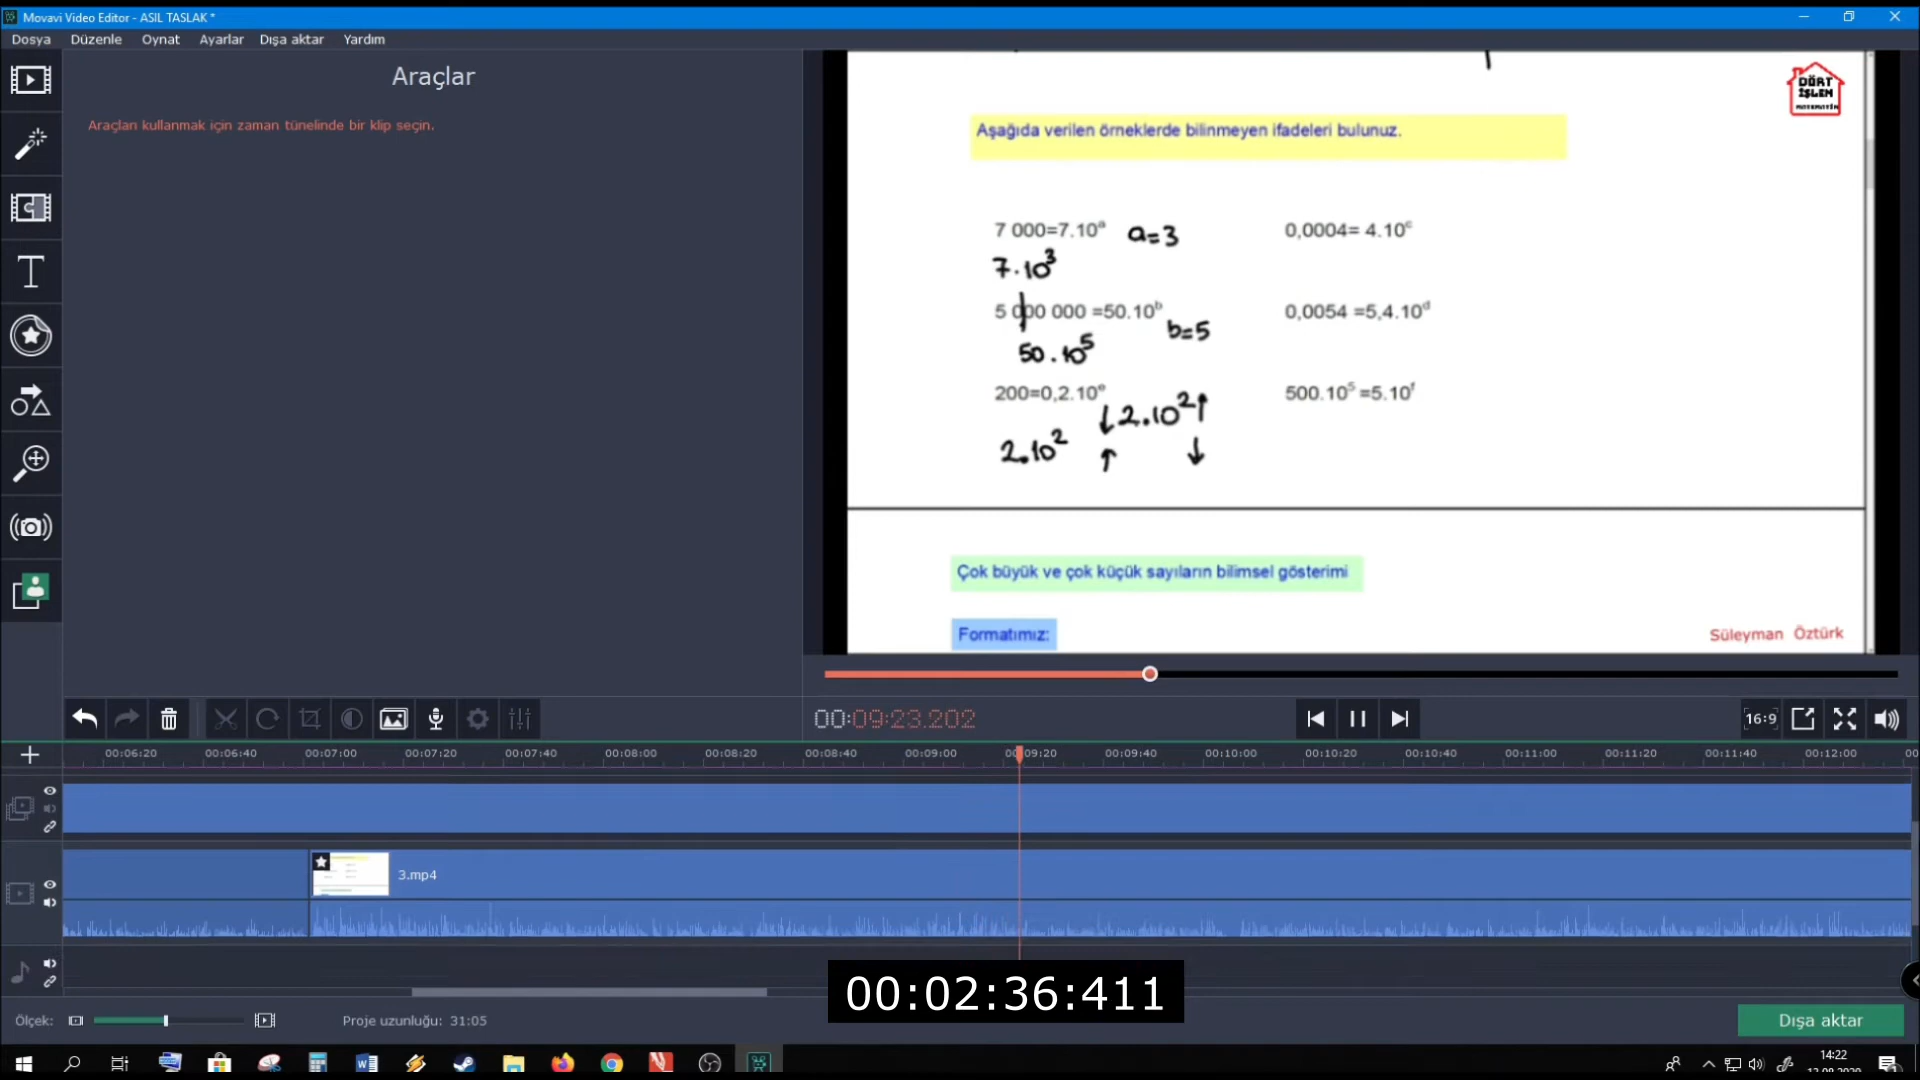 Movavi Video Editor - ASIL TASLAK *
Dosya Düzenle Oynat Ayarlar Dışa aktar Yardım
Araçlar
Araçları kullanmak için zaman tünelinde bir klip seçin.
DÖRT
İŞLEM
MATEMATİK
Aşağıda verilen örneklerde bilinmeyen ifadeleri bulunuz.
7 000=7.10ᵃ a=3 0,0004= 4.10ᶜ
7.10³
5 000 000 =50.10ᵇ b=5 0,0054 =5,4.10ᵈ
50.10⁵
200=0,2.10ᵉ ↓2.10²↑ 500.10⁵ =5.10ᶠ
2.10² ↑ ↓
Çok büyük ve çok küçük sayıların bilimsel gösterimi
Formatımız:
Süleyman Öztürk
00:09:23.202
16:9
00:06:20 00:06:40 00:07:00 00:07:20 00:07:40 00:08:00 00:08:20 00:08:40 00:09:00 00:09:20 00:09:40 00:10:00 00:10:20 00:10:40 00:11:00 00:11:20 00:11:40 00:12:00 00
3.mp4
00:02:36:411
Ölçek: Proje uzunluğu: 31:05
Dışa aktar
14:22